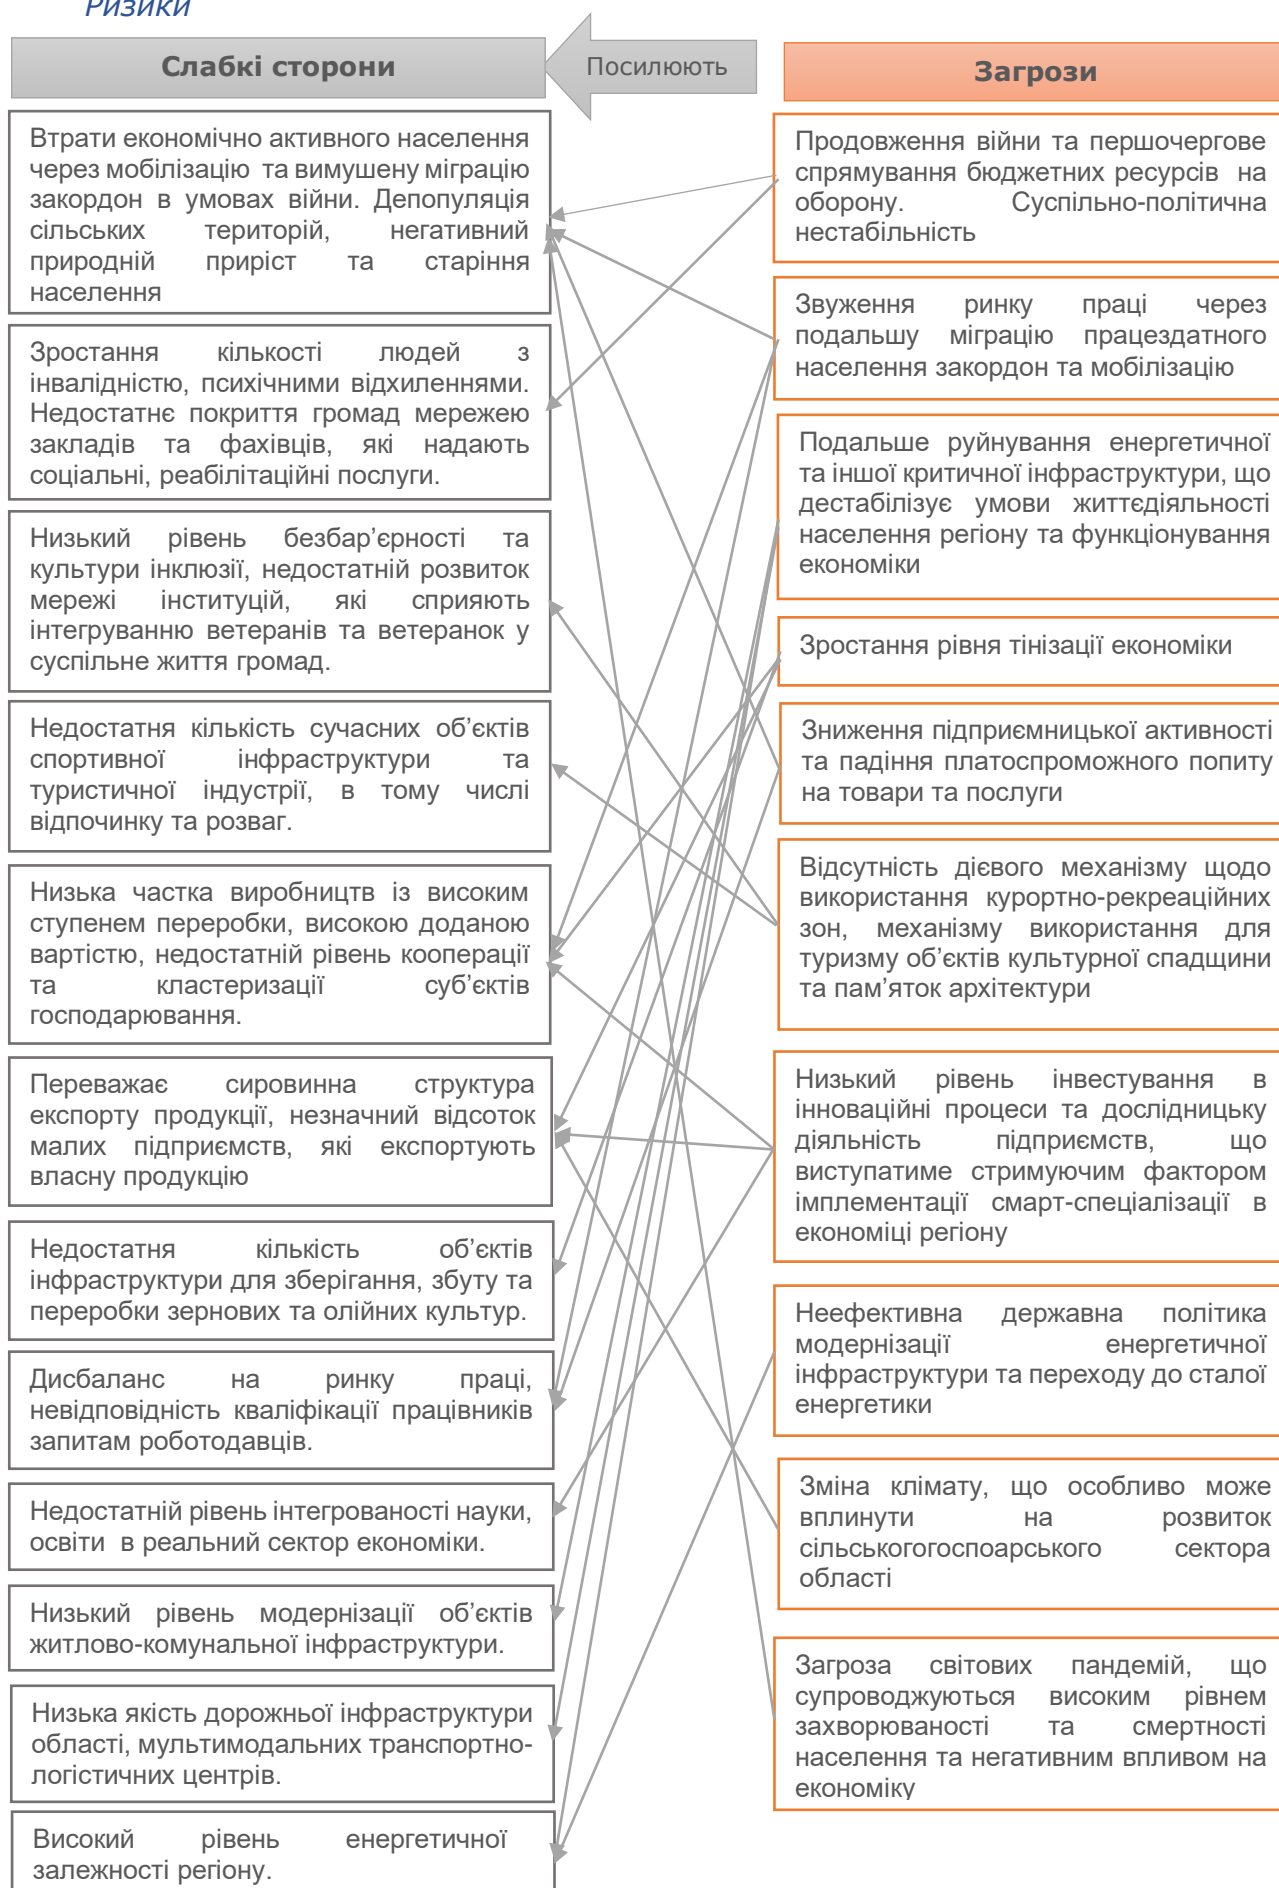 Ризики
Слабкі сторони
Посилюють
Загрози
Втрати економічно активного населення
через мобілізацію та вимушену міграцію
закордон в умовах війни. Депопуляція
сільських територій, негативний
природній приріст та старіння
населення
Зростання кількості людей з
інвалідністю, психічними відхиленнями.
Недостатнє покриття громад мережею
закладів та фахівців, які надають
соціальні, реабілітаційні послуги.
Низький рівень безбар’єрності та
культури інклюзії, недостатній розвиток
мережі інституцій, які сприяють
інтегруванню ветеранів та ветеранок у
суспільне життя громад.
Недостатня кількість сучасних об’єктів
спортивної інфраструктури та
туристичної індустрії, в тому числі
відпочинку та розваг.
Низька частка виробництв із високим
ступенем переробки, високою доданою
вартістю, недостатній рівень кооперації
та кластеризації суб’єктів
господарювання.
Переважає сировинна структура
експорту продукції, незначний відсоток
малих підприємств, які експортують
власну продукцію
Недостатня кількість об’єктів
інфраструктури для зберігання, збуту та
переробки зернових та олійних культур.
Дисбаланс на ринку праці,
невідповідність кваліфікації працівників
запитам роботодавців.
Недостатній рівень інтегрованості науки,
освіти в реальний сектор економіки.
Низький рівень модернізації об’єктів
житлово-комунальної інфраструктури.
Низька якість дорожньої інфраструктури
області, мультимодальних транспортно-
логістичних центрів.
Високий рівень енергетичної
залежності регіону.
Продовження війни та першочергове
спрямування бюджетних ресурсів на
оборону. Суспільно-політична
нестабільність
Звуження ринку праці через
подальшу міграцію працездатного
населення закордон та мобілізацію
Подальше руйнування енергетичної
та іншої критичної інфраструктури, що
дестабілізує умови життєдіяльності
населення регіону та функціонування
економіки
Зростання рівня тінізації економіки
Зниження підприємницької активності
та падіння платоспроможного попиту
на товари та послуги
Відсутність дієвого механізму щодо
використання курортно-рекреаційних
зон, механізму використання для
туризму об’єктів культурної спадщини
та пам’яток архітектури
Низький рівень інвестування в
інноваційні процеси та дослідницьку
діяльність підприємств, що
виступатиме стримуючим фактором
імплементації смарт-спеціалізації в
економіці регіону
Неефективна державна політика
модернізації енергетичної
інфраструктури та переходу до сталої
енергетики
Зміна клімату, що особливо може
вплинути на розвиток
сільськогогоспоарського сектора
області
Загроза світових пандемій, що
супроводжуються високим рівнем
захворюваності та смертності
населення та негативним впливом на
економіку